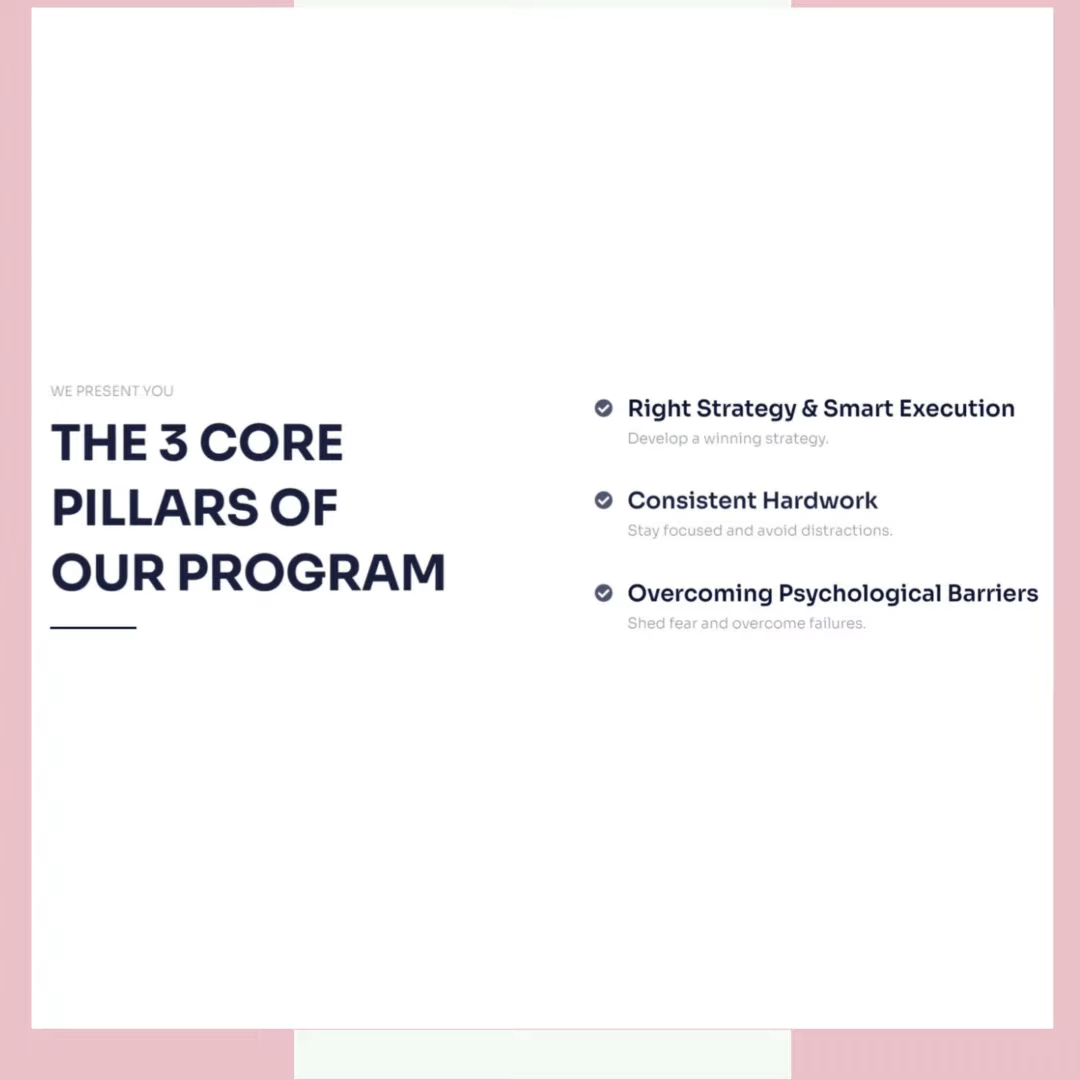 WE PRESENT YOU
THE 3 CORE
PILLARS OF
OUR PROGRAM
Right Strategy & Smart Execution
Develop a winning strategy.
Consistent Hardwork
Stay focused and avoid distractions.
Overcoming Psychological Barriers
Shed fear and overcome failures.